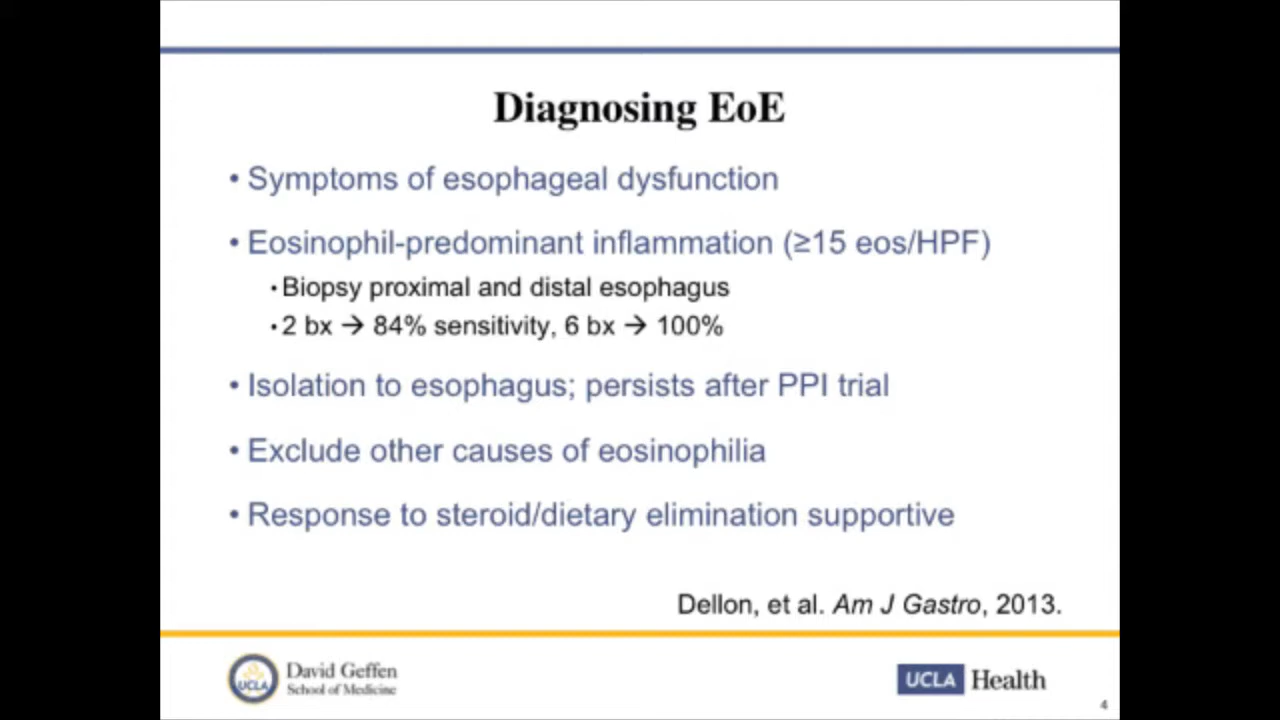 Diagnosing EoE
• Symptoms of esophageal dysfunction
• Eosinophil-predominant inflammation (≥15 eos/HPF)
• Biopsy proximal and distal esophagus
• 2 bx → 84% sensitivity, 6 bx → 100%
• Isolation to esophagus; persists after PPI trial
• Exclude other causes of eosinophilia
• Response to steroid/dietary elimination supportive
Dellon, et al. Am J Gastro, 2013.
UCLA
David Geffen
School of Medicine
UCLA Health
4